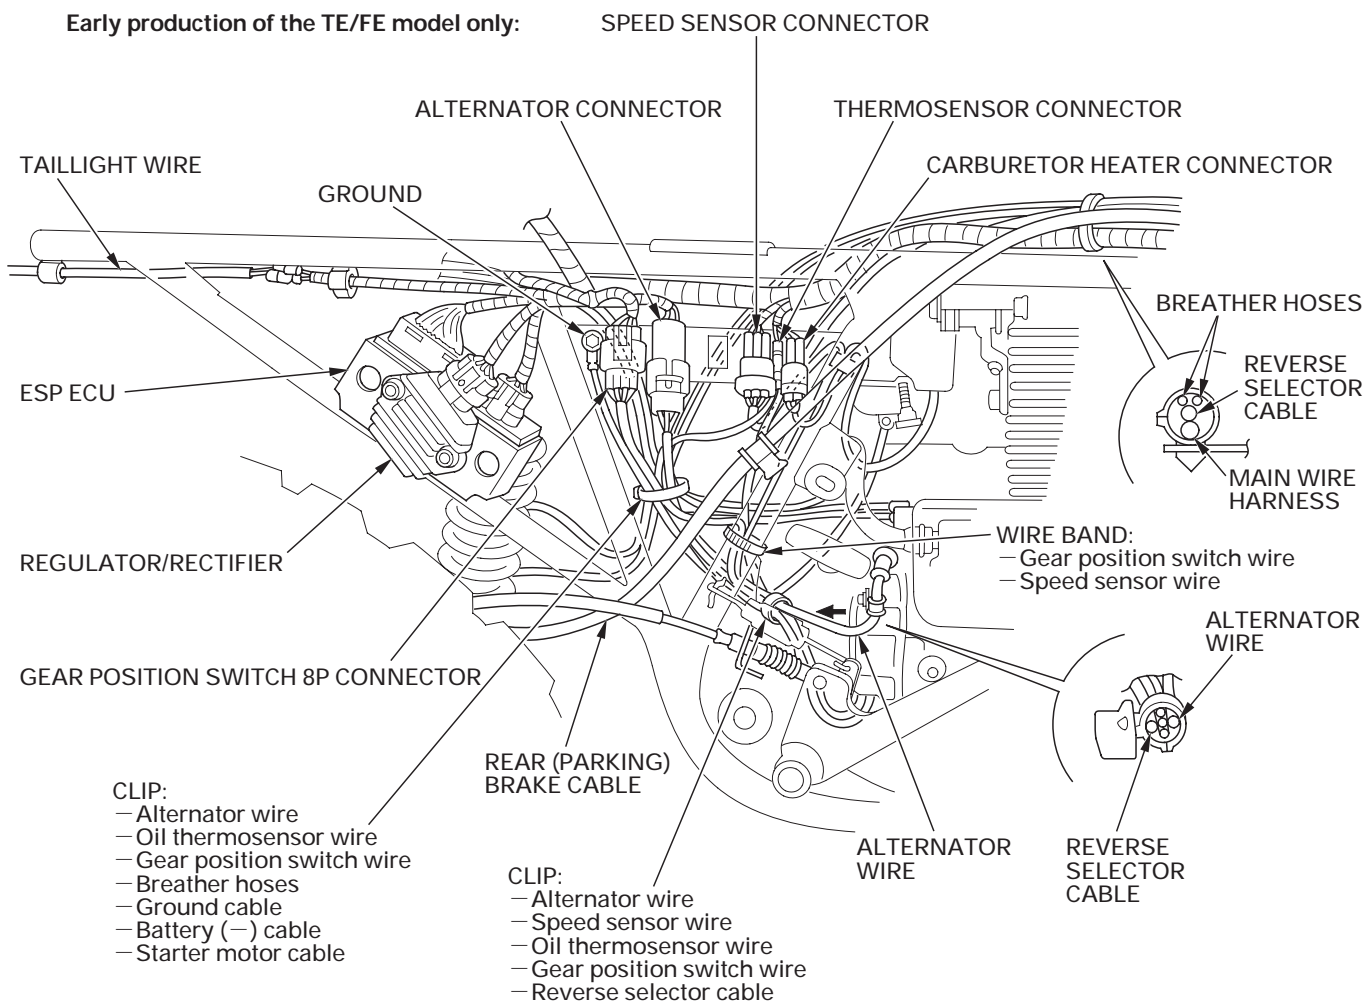 Early production of the TE/FE model only:
SPEED SENSOR CONNECTOR
ALTERNATOR CONNECTOR
THERMOSENSOR CONNECTOR
TAILLIGHT WIRE
GROUND
CARBURETOR HEATER CONNECTOR
BREATHER HOSES
ESP ECU
REVERSE
SELECTOR
CABLE
MAIN WIRE
HARNESS
REGULATOR/RECTIFIER
WIRE BAND:
—Gear position switch wire
—Speed sensor wire
ALTERNATOR
WIRE
GEAR POSITION SWITCH 8P CONNECTOR
REAR (PARKING)
BRAKE CABLE
CLIP:
—Alternator wire
—Oil thermosensor wire
—Gear position switch wire
—Breather hoses
—Ground cable
—Battery (—) cable
—Starter motor cable
CLIP:
—Alternator wire
—Speed sensor wire
—Oil thermosensor wire
—Gear position switch wire
—Reverse selector cable
ALTERNATOR
WIRE
REVERSE
SELECTOR
CABLE